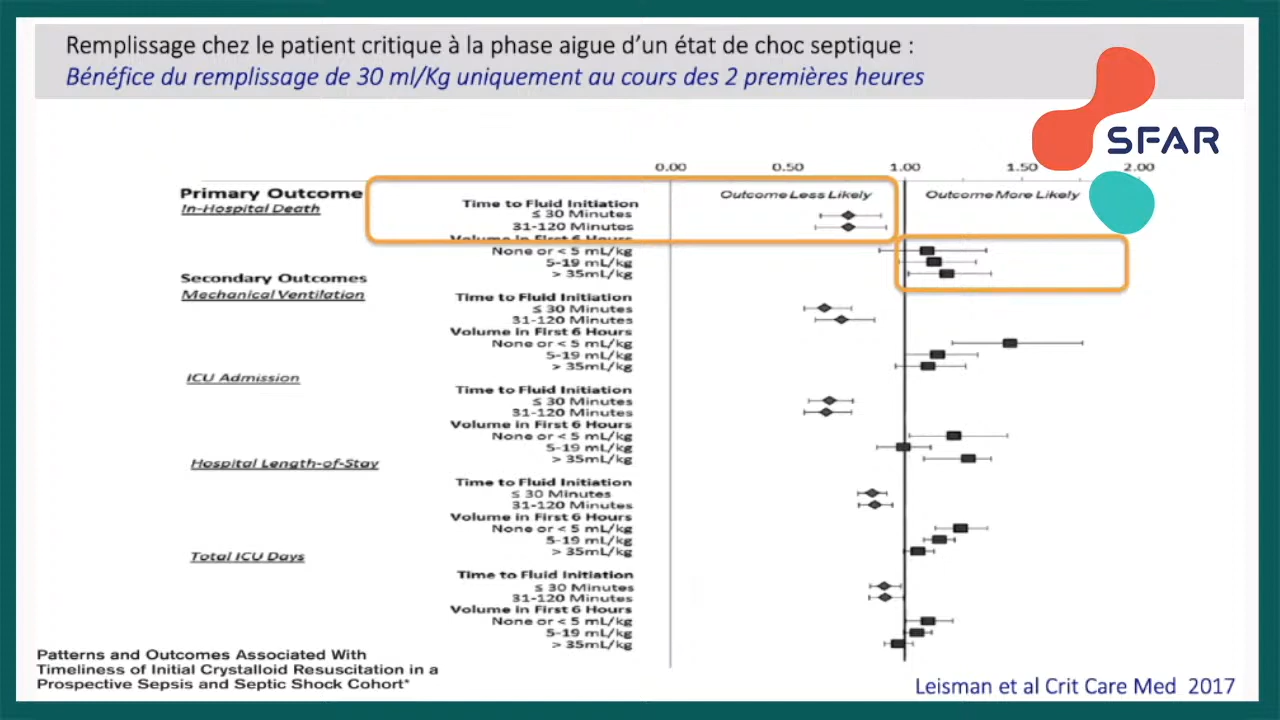 Remplissage chez le patient critique à la phase aigue d'un état de choc septique :
Bénéfice du remplissage de 30 ml/Kg uniquement au cours des 2 premières heures
SFAR
0.00 0.50 1.00 1.50 2.00
Primary Outcome
Outcome Less Likely Outcome More Likely
In-Hospital Death
Time to Fluid Initiation
≤ 30 Minutes
31-120 Minutes
Volume in First 6 Hours
None or < 5 mL/kg
5-19 mL/kg
> 35mL/kg
Secondary Outcomes
Mechanical Ventilation
Time to Fluid Initiation
≤ 30 Minutes
31-120 Minutes
Volume in First 6 Hours
None or < 5 mL/kg
5-19 mL/kg
> 35mL/kg
ICU Admission
Time to Fluid Initiation
≤ 30 Minutes
31-120 Minutes
Volume in First 6 Hours
None or < 5 mL/kg
5-19 mL/kg
> 35mL/kg
Hospital Length-of-Stay
Time to Fluid Initiation
≤ 30 Minutes
31-120 Minutes
Volume in First 6 Hours
None or < 5 mL/kg
5-19 mL/kg
> 35mL/kg
Total ICU Days
Time to Fluid Initiation
≤ 30 Minutes
31-120 Minutes
Volume in First 6 Hours
None or < 5 mL/kg
5-19 mL/kg
> 35mL/kg
Patterns and Outcomes Associated With
Timeliness of Initial Crystalloid Resuscitation in a
Prospective Sepsis and Septic Shock Cohort*
Leisman et al Crit Care Med 2017